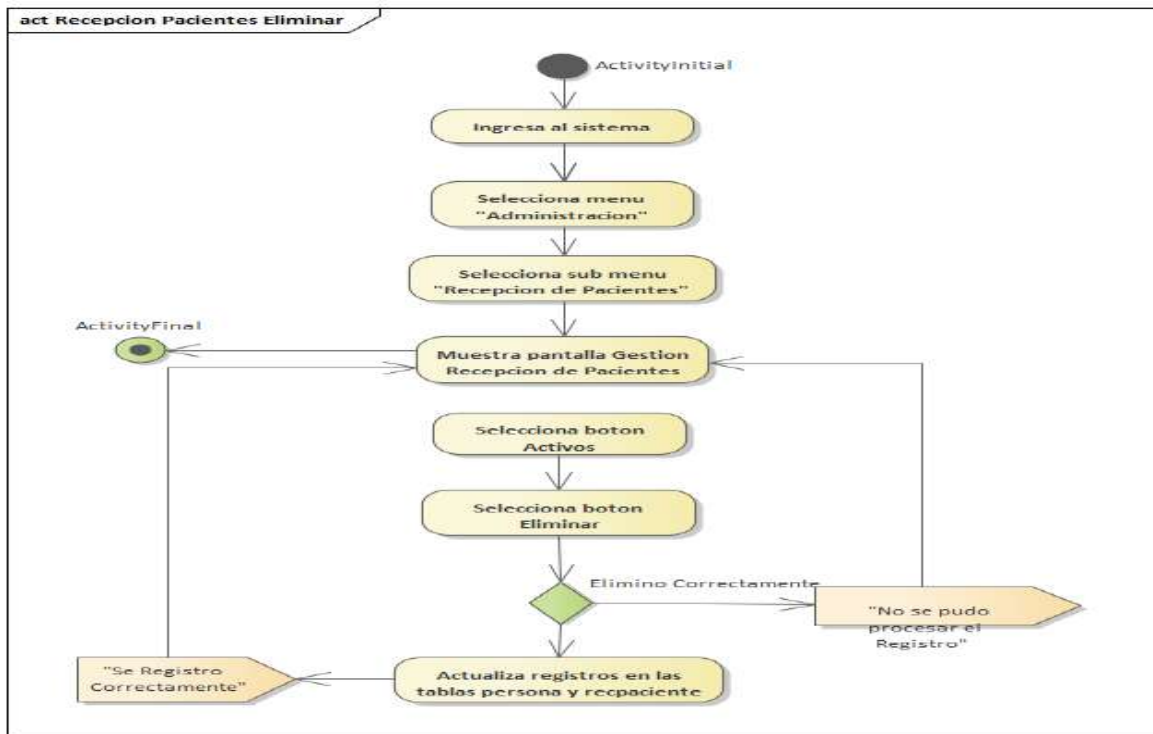 act Recepcion Pacientes Eliminar
ActivityInitial
Ingresa al sistema
Selecciona menu
"Administracion"
Selecciona sub menu
"Recepcion de Pacientes"
ActivityFinal
Muestra pantalla Gestion
Recepcion de Pacientes
Selecciona boton
Activos
Selecciona boton
Eliminar
Elimino Correctamente
"No se pudo
procesar el
Registro"
"Se Registro
Correctamente"
Actualiza registros en las
tablas persona y recpaciente